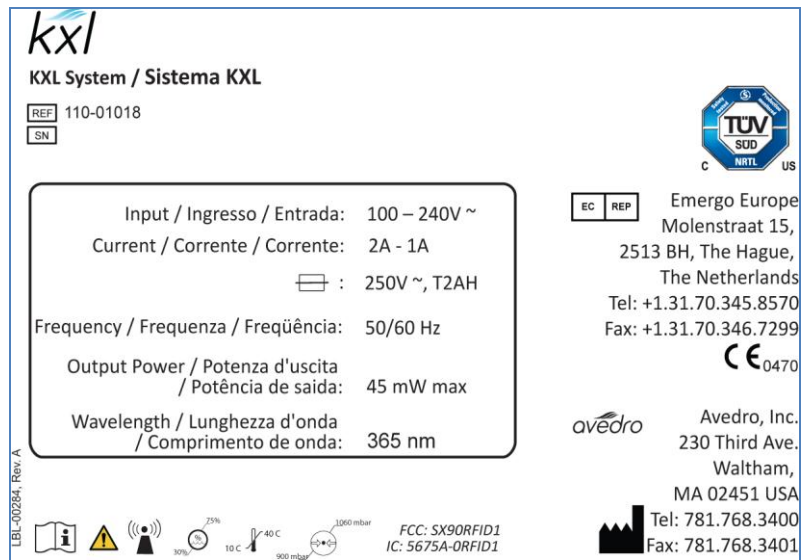 kxl
KXL System / Sistema KXL
REF 110-01018
SN
Safety tested
Production monitored
TÜV
SÜD
NRTL
C US
Input / Ingresso / Entrada: 100 – 240V ~
Current / Corrente / Corrente: 2A - 1A
: 250V ~, T2AH
Frequency / Frequenza / Freqüência: 50/60 Hz
Output Power / Potenza d'uscita
/ Potência de saida: 45 mW max
Wavelength / Lunghezza d'onda
/ Comprimento de onda: 365 nm
EC REP Emergo Europe
Molenstraat 15,
2513 BH, The Hague,
The Netherlands
Tel: +1.31.70.345.8570
Fax: +1.31.70.346.7299
CE 0470
avedro
Avedro, Inc.
230 Third Ave.
Waltham,
MA 02451 USA
Tel: 781.768.3400
Fax: 781.768.3401
LBL-00284, Rev. A
i
30% % 75%
10 C 40 C
900 mbar 1060 mbar
FCC: SX90RFID1
IC: 5675A-0RFID1